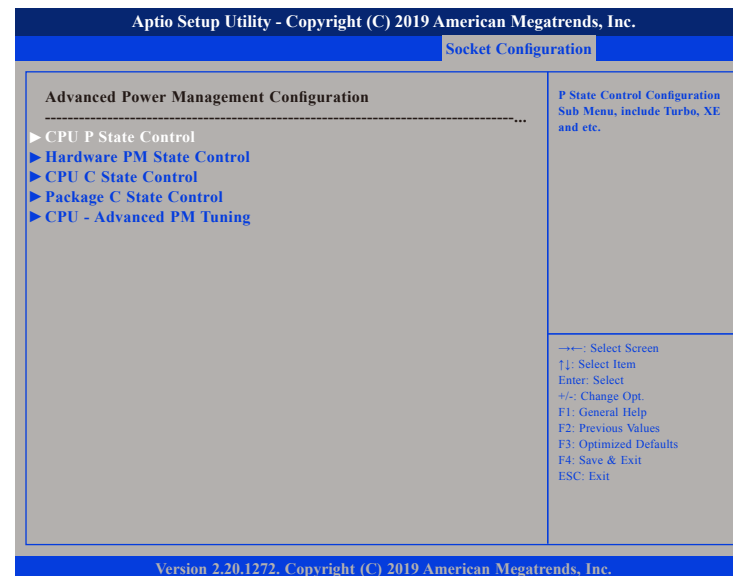 Aptio Setup Utility - Copyright (C) 2019 American Megatrends, Inc.
Socket Configuration
Advanced Power Management Configuration
--------------------------------------------------------------------------------...
►CPU P State Control
►Hardware PM State Control
►CPU C State Control
►Package C State Control
►CPU - Advanced PM Tuning
P State Control Configuration
Sub Menu, include Turbo, XE
and etc.
→←: Select Screen
↑↓: Select Item
Enter: Select
+/-: Change Opt.
F1: General Help
F2: Previous Values
F3: Optimized Defaults
F4: Save & Exit
ESC: Exit
Version 2.20.1272. Copyright (C) 2019 American Megatrends, Inc.